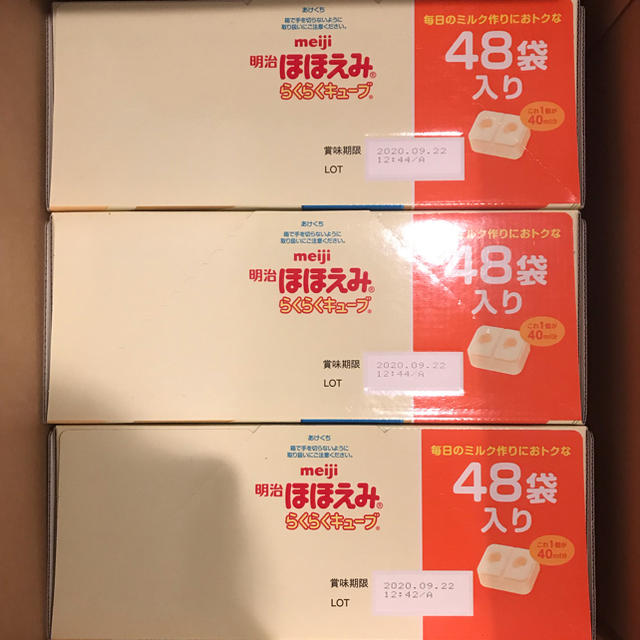 あけくち
箱で手を切らないように
取り扱いにご注意ください。
meiji
明治 ほほえみ®
らくらくキューブ®
毎日のミルク作りにおトクな
48袋
入り
これ1個が
40ml分
賞味期限
LOT
2020.09.22
12:44/A
あけくち
箱で手を切らないように
取り扱いにご注意ください。
meiji
明治 ほほえみ®
らくらくキューブ®
ミルク作りにおトクな
48袋
入り
これ1個が
40ml分
賞味期限
LOT
2020.09.22
12:44/A
あけくち
箱で手を切らないように
取り扱いにご注意ください。
meiji
明治 ほほえみ®
らくらくキューブ®
毎日のミルク作りにおトクな
48袋
入り
これ1個が
40ml分
賞味期限
LOT
2020.09.22
12:42/A